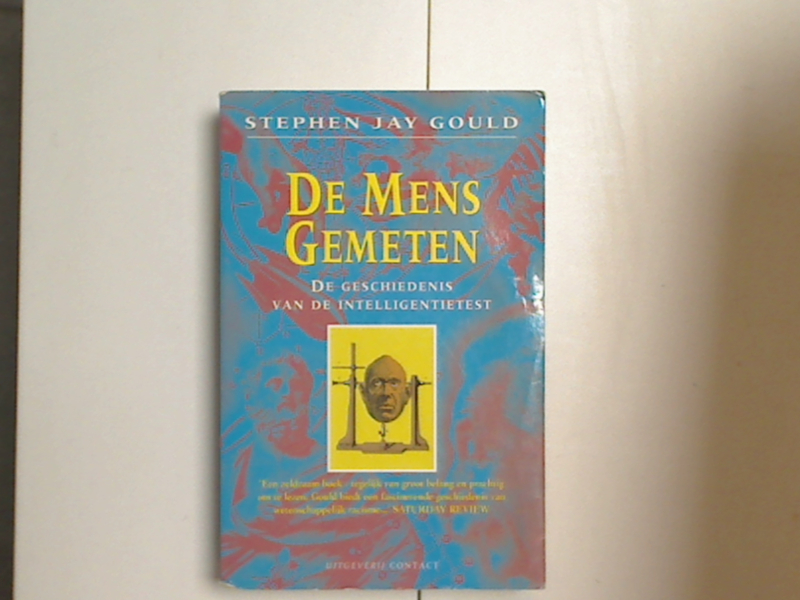 STEPHEN JAY GOULD
DE MENS
GEMETEN
DE GESCHIEDENIS
VAN DE INTELLIGENTIETEST
'Een zeldzaam boek - tegelijk van groot belang en prachtig
om te lezen. Gould biedt een fascinerende geschiedenis van
wetenschappelijk racisme...' SATURDAY REVIEW
UITGEVERIJ CONTACT